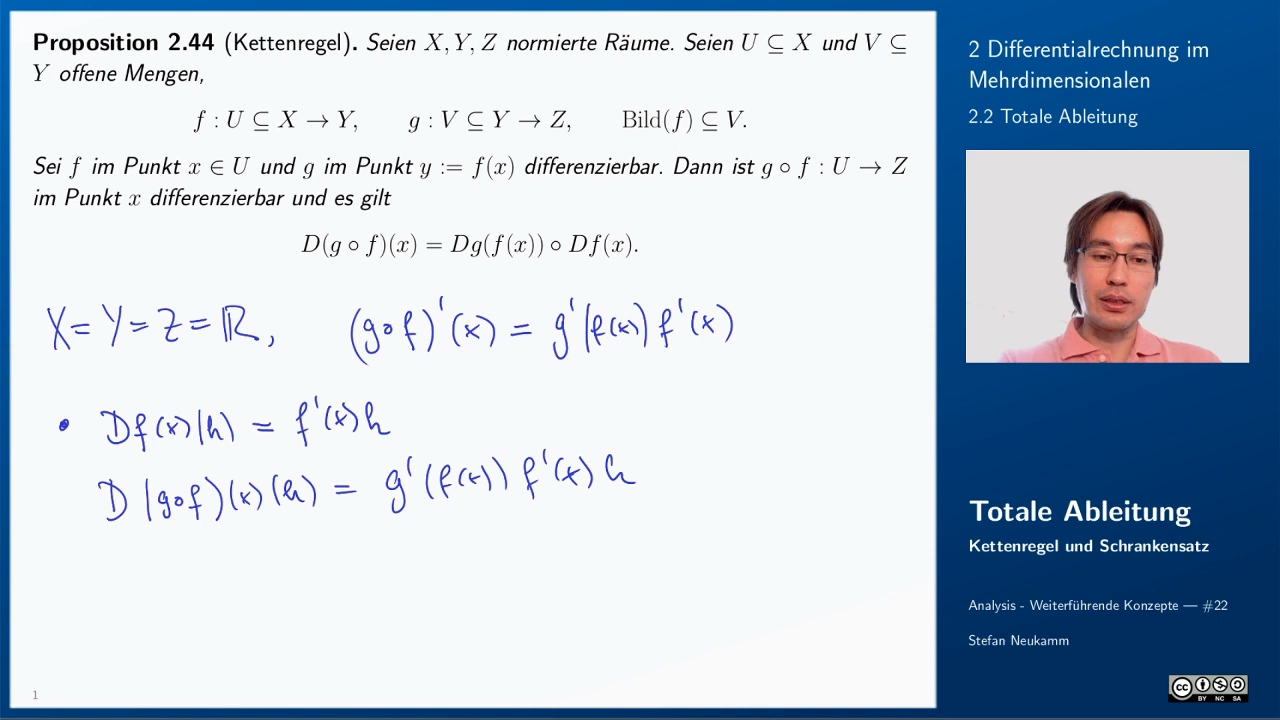 Proposition 2.44 (Kettenregel). Seien X, Y, Z normierte Räume. Seien U ⊆ X und V ⊆
Y offene Mengen,
f : U ⊆ X → Y, g : V ⊆ Y → Z, Bild(f) ⊆ V.
Sei f im Punkt x ∈ U und g im Punkt y := f(x) differenzierbar. Dann ist g ∘ f : U → Z
im Punkt x differenzierbar und es gilt
D(g ∘ f)(x) = Dg(f(x)) ∘ Df(x).
X = Y = Z = ℝ, (g∘f)'(x) = g'(f(x)) f'(x)
• Df(x)(h) = f'(x)h
D(g∘f)(x)(h) = g'(f(x)) f'(x) h
1
2 Differentialrechnung im
Mehrdimensionalen
2.2 Totale Ableitung
Totale Ableitung
Kettenregel und Schrankensatz
Analysis - Weiterführende Konzepte — #22
Stefan Neukamm
cc BY NC SA